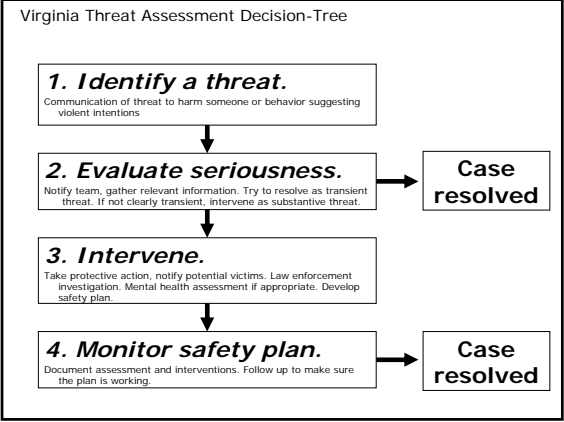 Virginia Threat Assessment Decision-Tree
1. Identify a threat.
Communication of threat to harm someone or behavior suggesting
violent intentions
2. Evaluate seriousness.
Notify team, gather relevant information. Try to resolve as transient
threat. If not clearly transient, intervene as substantive threat.
Case
resolved
3. Intervene.
Take protective action, notify potential victims. Law enforcement
investigation. Mental health assessment if appropriate. Develop
safety plan.
4. Monitor safety plan.
Document assessment and interventions. Follow up to make sure
the plan is working.
Case
resolved